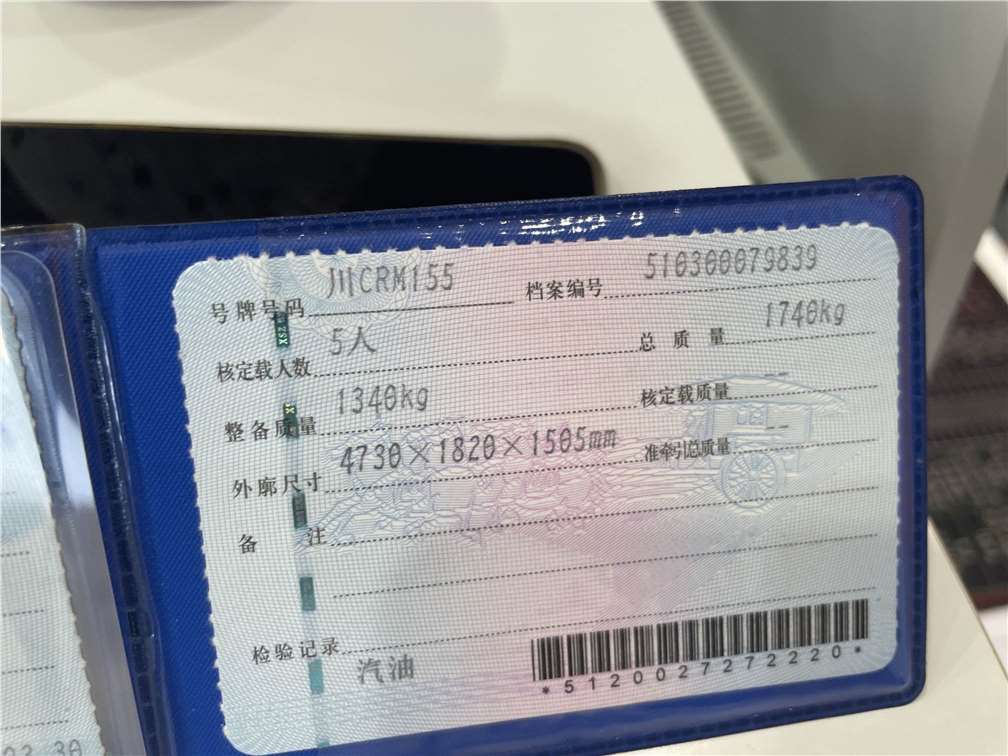 号牌号码 川CRM155 档案编号 510300079839
核定载人数 5人 总质量 1740kg
整备质量 1340kg 核定载质量 --
外廓尺寸 4730×1820×1505mm 准牵引总质量 --
备注
检验记录 汽油
*5120027272220*